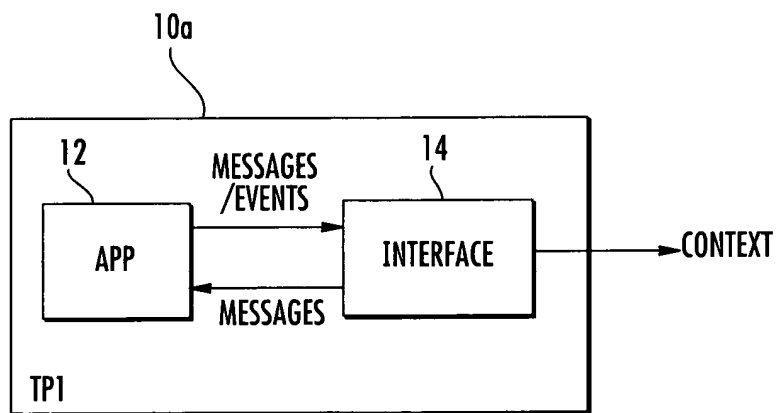 10a
12
MESSAGES
/EVENTS
14
APP
INTERFACE
CONTEXT
MESSAGES
TP1